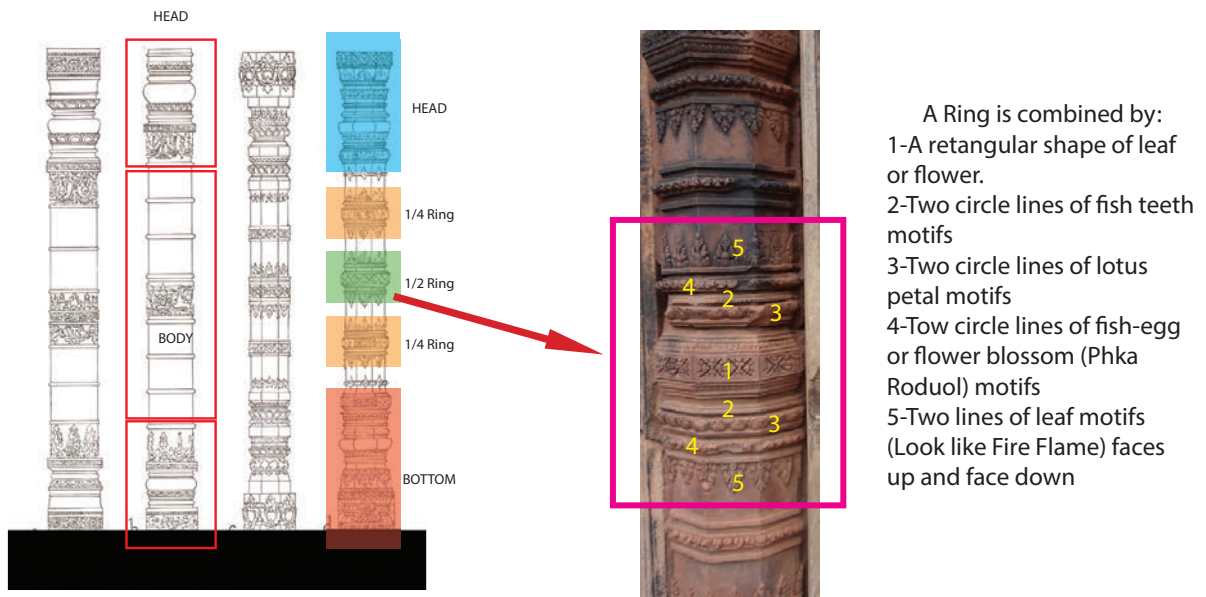 HEAD
HEAD
1/4 Ring
1/2 Ring
1/4 Ring
BODY
BOTTOM
5
4
2
3
1
2
3
4
5
A Ring is combined by:
1-A retangular shape of leaf
or flower.
2-Two circle lines of fish teeth
motifs
3-Two circle lines of lotus
petal motifs
4-Tow circle lines of fish-egg
or flower blossom (Phka
Roduol) motifs
5-Two lines of leaf motifs
(Look like Fire Flame) faces
up and face down